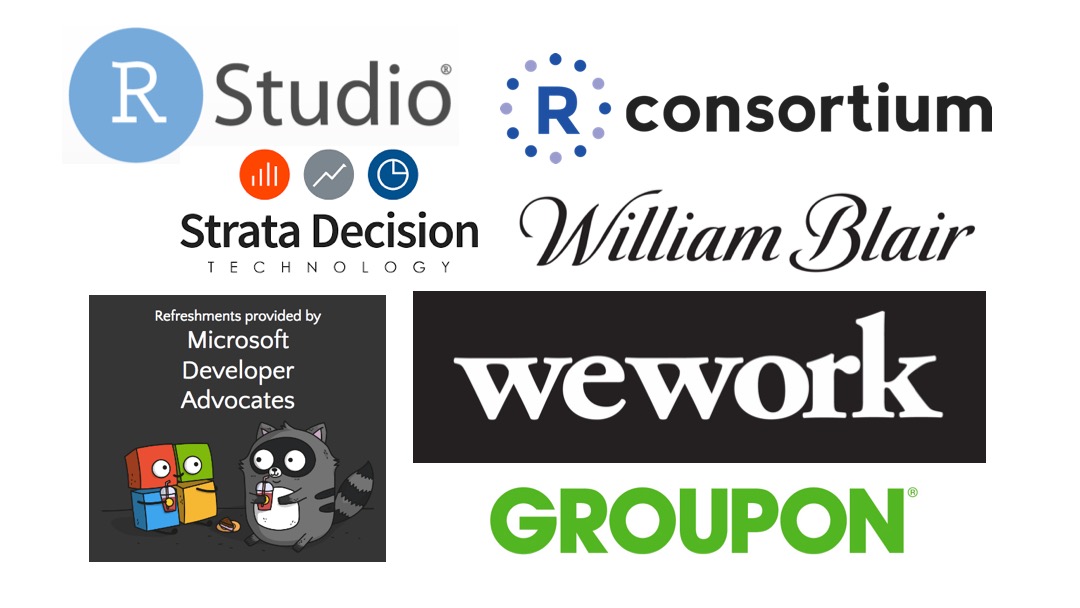 R Studio®
R consortium
Strata Decision
TECHNOLOGY
William Blair
Refreshments provided by
Microsoft
Developer
Advocates
wework
GROUPON®